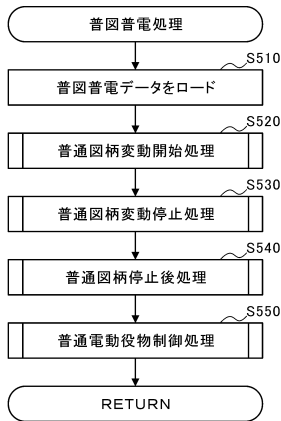 普図普電処理
S510
普図普電データをロード
S520
普通図柄変動開始処理
S530
普通図柄変動停止処理
S540
普通図柄停止後処理
S550
普通電動役物制御処理
RETURN